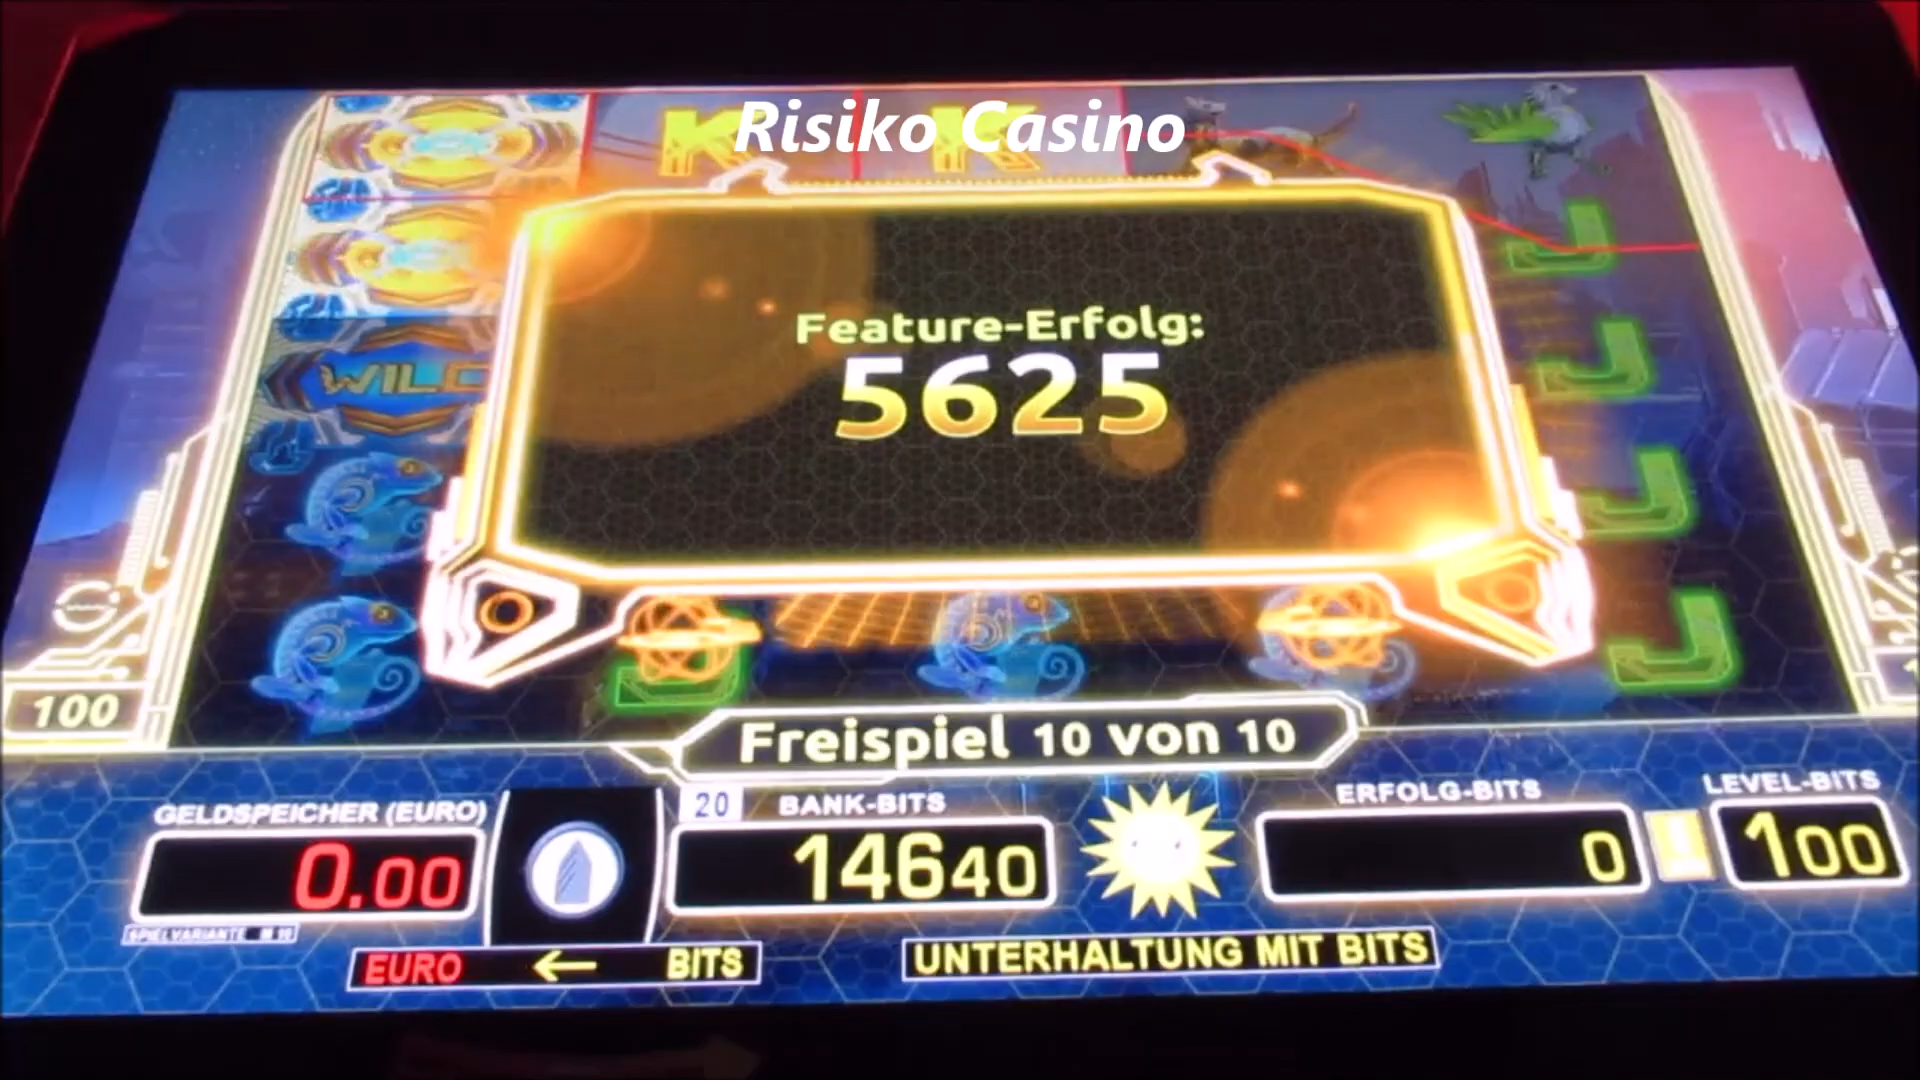 Risiko Casino
K K
Feature-Erfolg:
5625
WILD
100
Freispiel 10 von 10
GELDSPEICHER (EURO)
20 BANK-BITS
ERFOLG-BITS
LEVEL-BITS
0.00
14640
0
100
SPIELVARIANTE
EURO ← BITS
UNTERHALTUNG MIT BITS